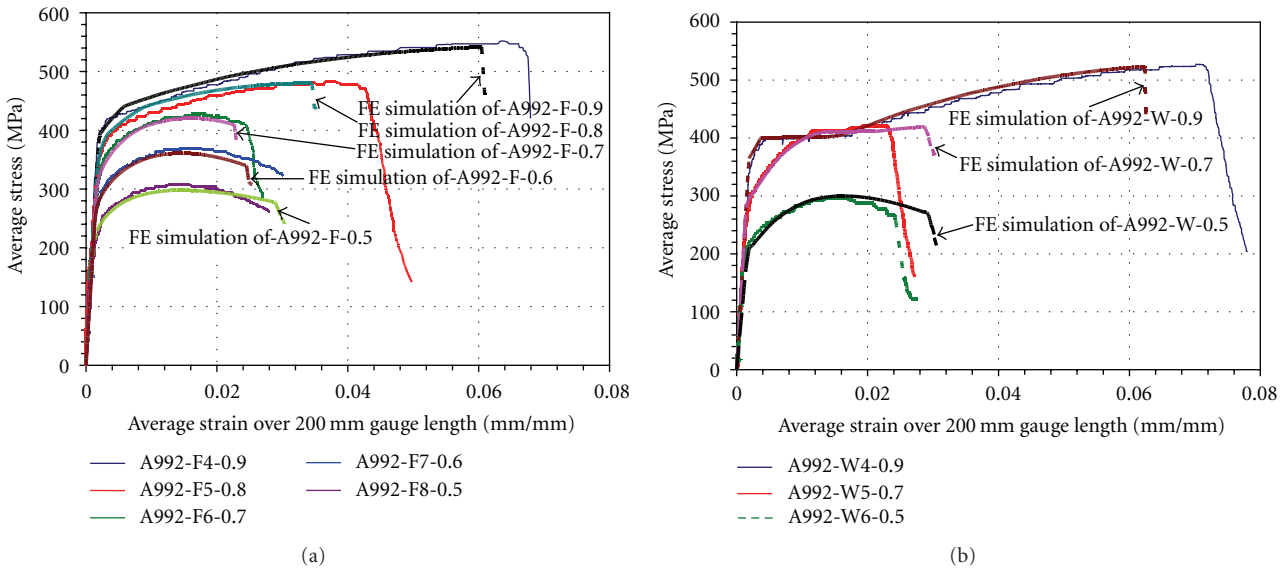 600
500
400
300
200
100
0
Average stress (MPa)
0
0.02
0.04
0.06
0.08
Average strain over 200 mm gauge length (mm/mm)
FE simulation of-A992-F-0.9
FE simulation of-A992-F-0.8
FE simulation of-A992-F-0.7
FE simulation of-A992-F-0.6
FE simulation of-A992-F-0.5
A992-F4-0.9
A992-F5-0.8
A992-F6-0.7
A992-F7-0.6
A992-F8-0.5
(a)
600
500
400
300
200
100
0
Average stress (MPa)
0
0.02
0.04
0.06
0.08
Average strain over 200 mm gauge length (mm/mm)
FE simulation of-A992-W-0.9
FE simulation of-A992-W-0.7
FE simulation of-A992-W-0.5
A992-W4-0.9
A992-W5-0.7
A992-W6-0.5
(b)